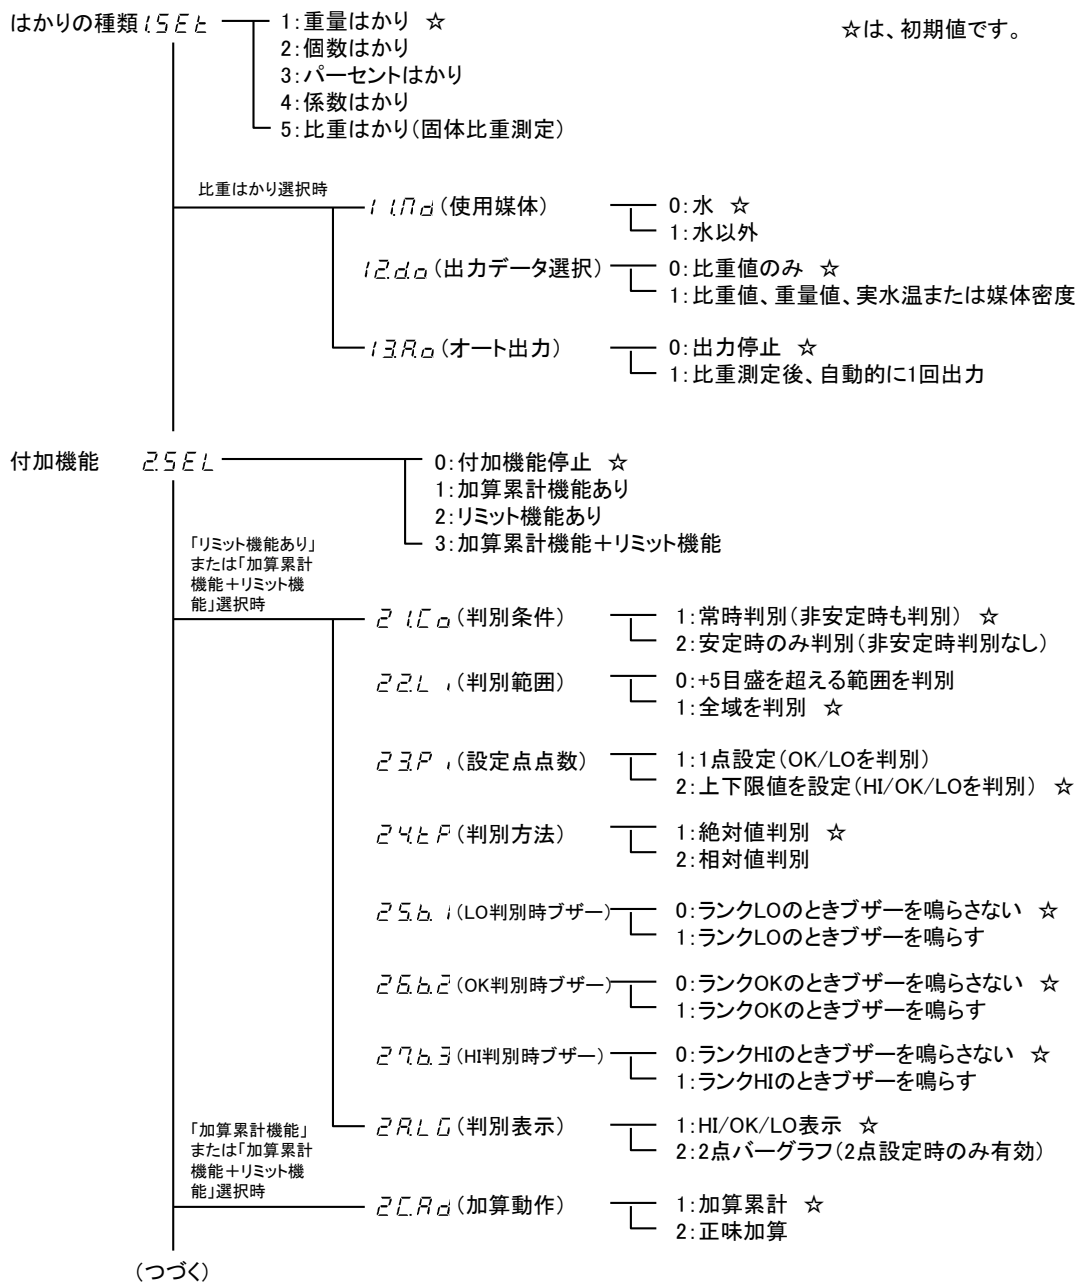 はかりの種類 1.SEt 1:重量はかり ☆
☆は、初期値です。
2:個数はかり
3:パーセントはかり
4:係数はかり
5:比重はかり(固体比重測定)
比重はかり選択時
11.Md (使用媒体) 0:水 ☆
1:水以外
12.d.o (出力データ選択) 0:比重値のみ ☆
1:比重値、重量値、実水温または媒体密度
13.A.o (オート出力) 0:出力停止 ☆
1:比重測定後、自動的に1回出力
付加機能 2.SEL 0:付加機能停止 ☆
1:加算累計機能あり
2:リミット機能あり
3:加算累計機能+リミット機能
「リミット機能あり」
または「加算累計
機能+リミット機
能」選択時
21.Co (判別条件) 1:常時判別(非安定時も判別) ☆
2:安定時のみ判別(非安定時判別なし)
22.Li (判別範囲) 0:+5目盛を超える範囲を判別
1:全域を判別 ☆
23.Pi (設定点点数) 1:1点設定(OK/LOを判別)
2:上下限値を設定(HI/OK/LOを判別) ☆
24.tP (判別方法) 1:絶対値判別 ☆
2:相対値判別
25.b.1 (LO判別時ブザー) 0:ランクLOのときブザーを鳴らさない ☆
1:ランクLOのときブザーを鳴らす
26.b.2 (OK判別時ブザー) 0:ランクOKのときブザーを鳴らさない ☆
1:ランクOKのときブザーを鳴らす
27.b.3 (HI判別時ブザー) 0:ランクHIのときブザーを鳴らさない ☆
1:ランクHIのときブザーを鳴らす
2A.LG (判別表示) 1:HI/OK/LO表示 ☆
2:2点バーグラフ(2点設定時のみ有効)
「加算累計機能」
または「加算累計
機能+リミット機
能」選択時
2C.Ad (加算動作) 1:加算累計 ☆
2:正味加算
(つづく)